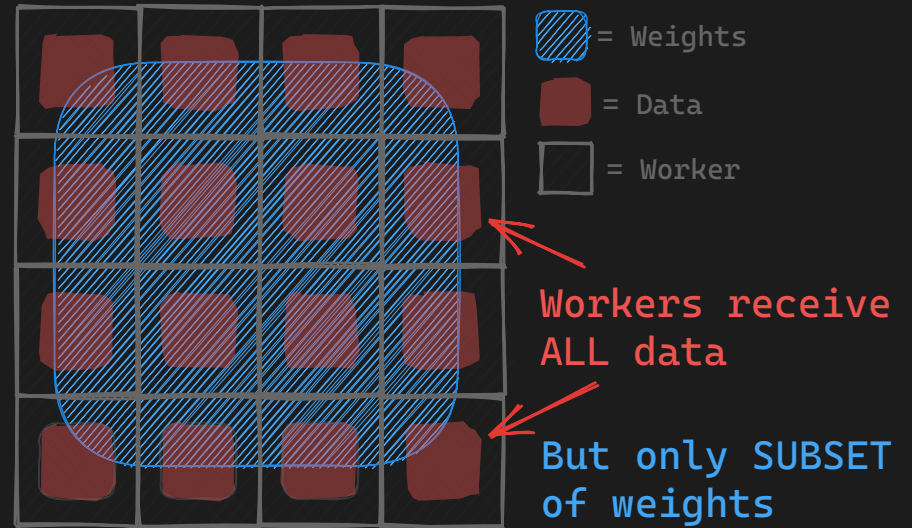 = Weights
= Data
= Worker
Workers receive
ALL data
But only SUBSET
of weights